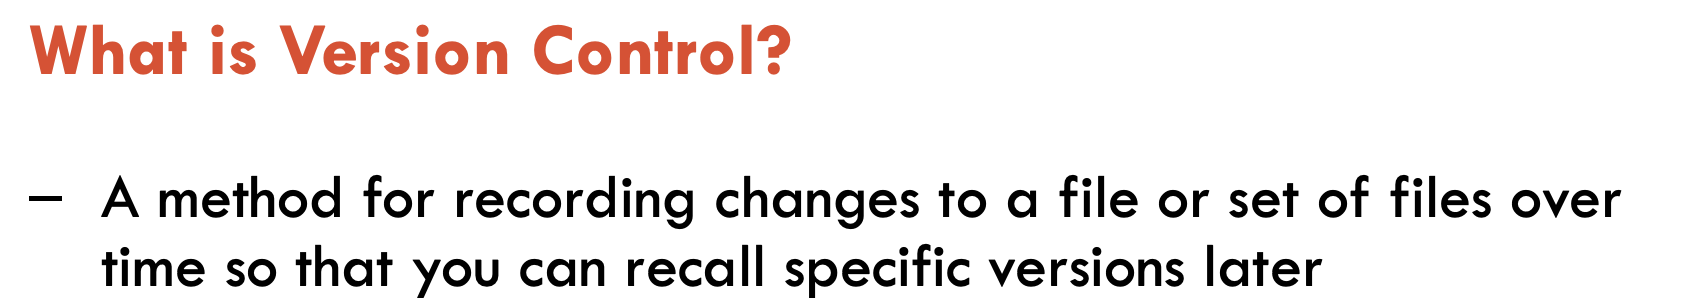 What is Version Control?
– A method for recording changes to a file or set of files over
time so that you can recall specific versions later